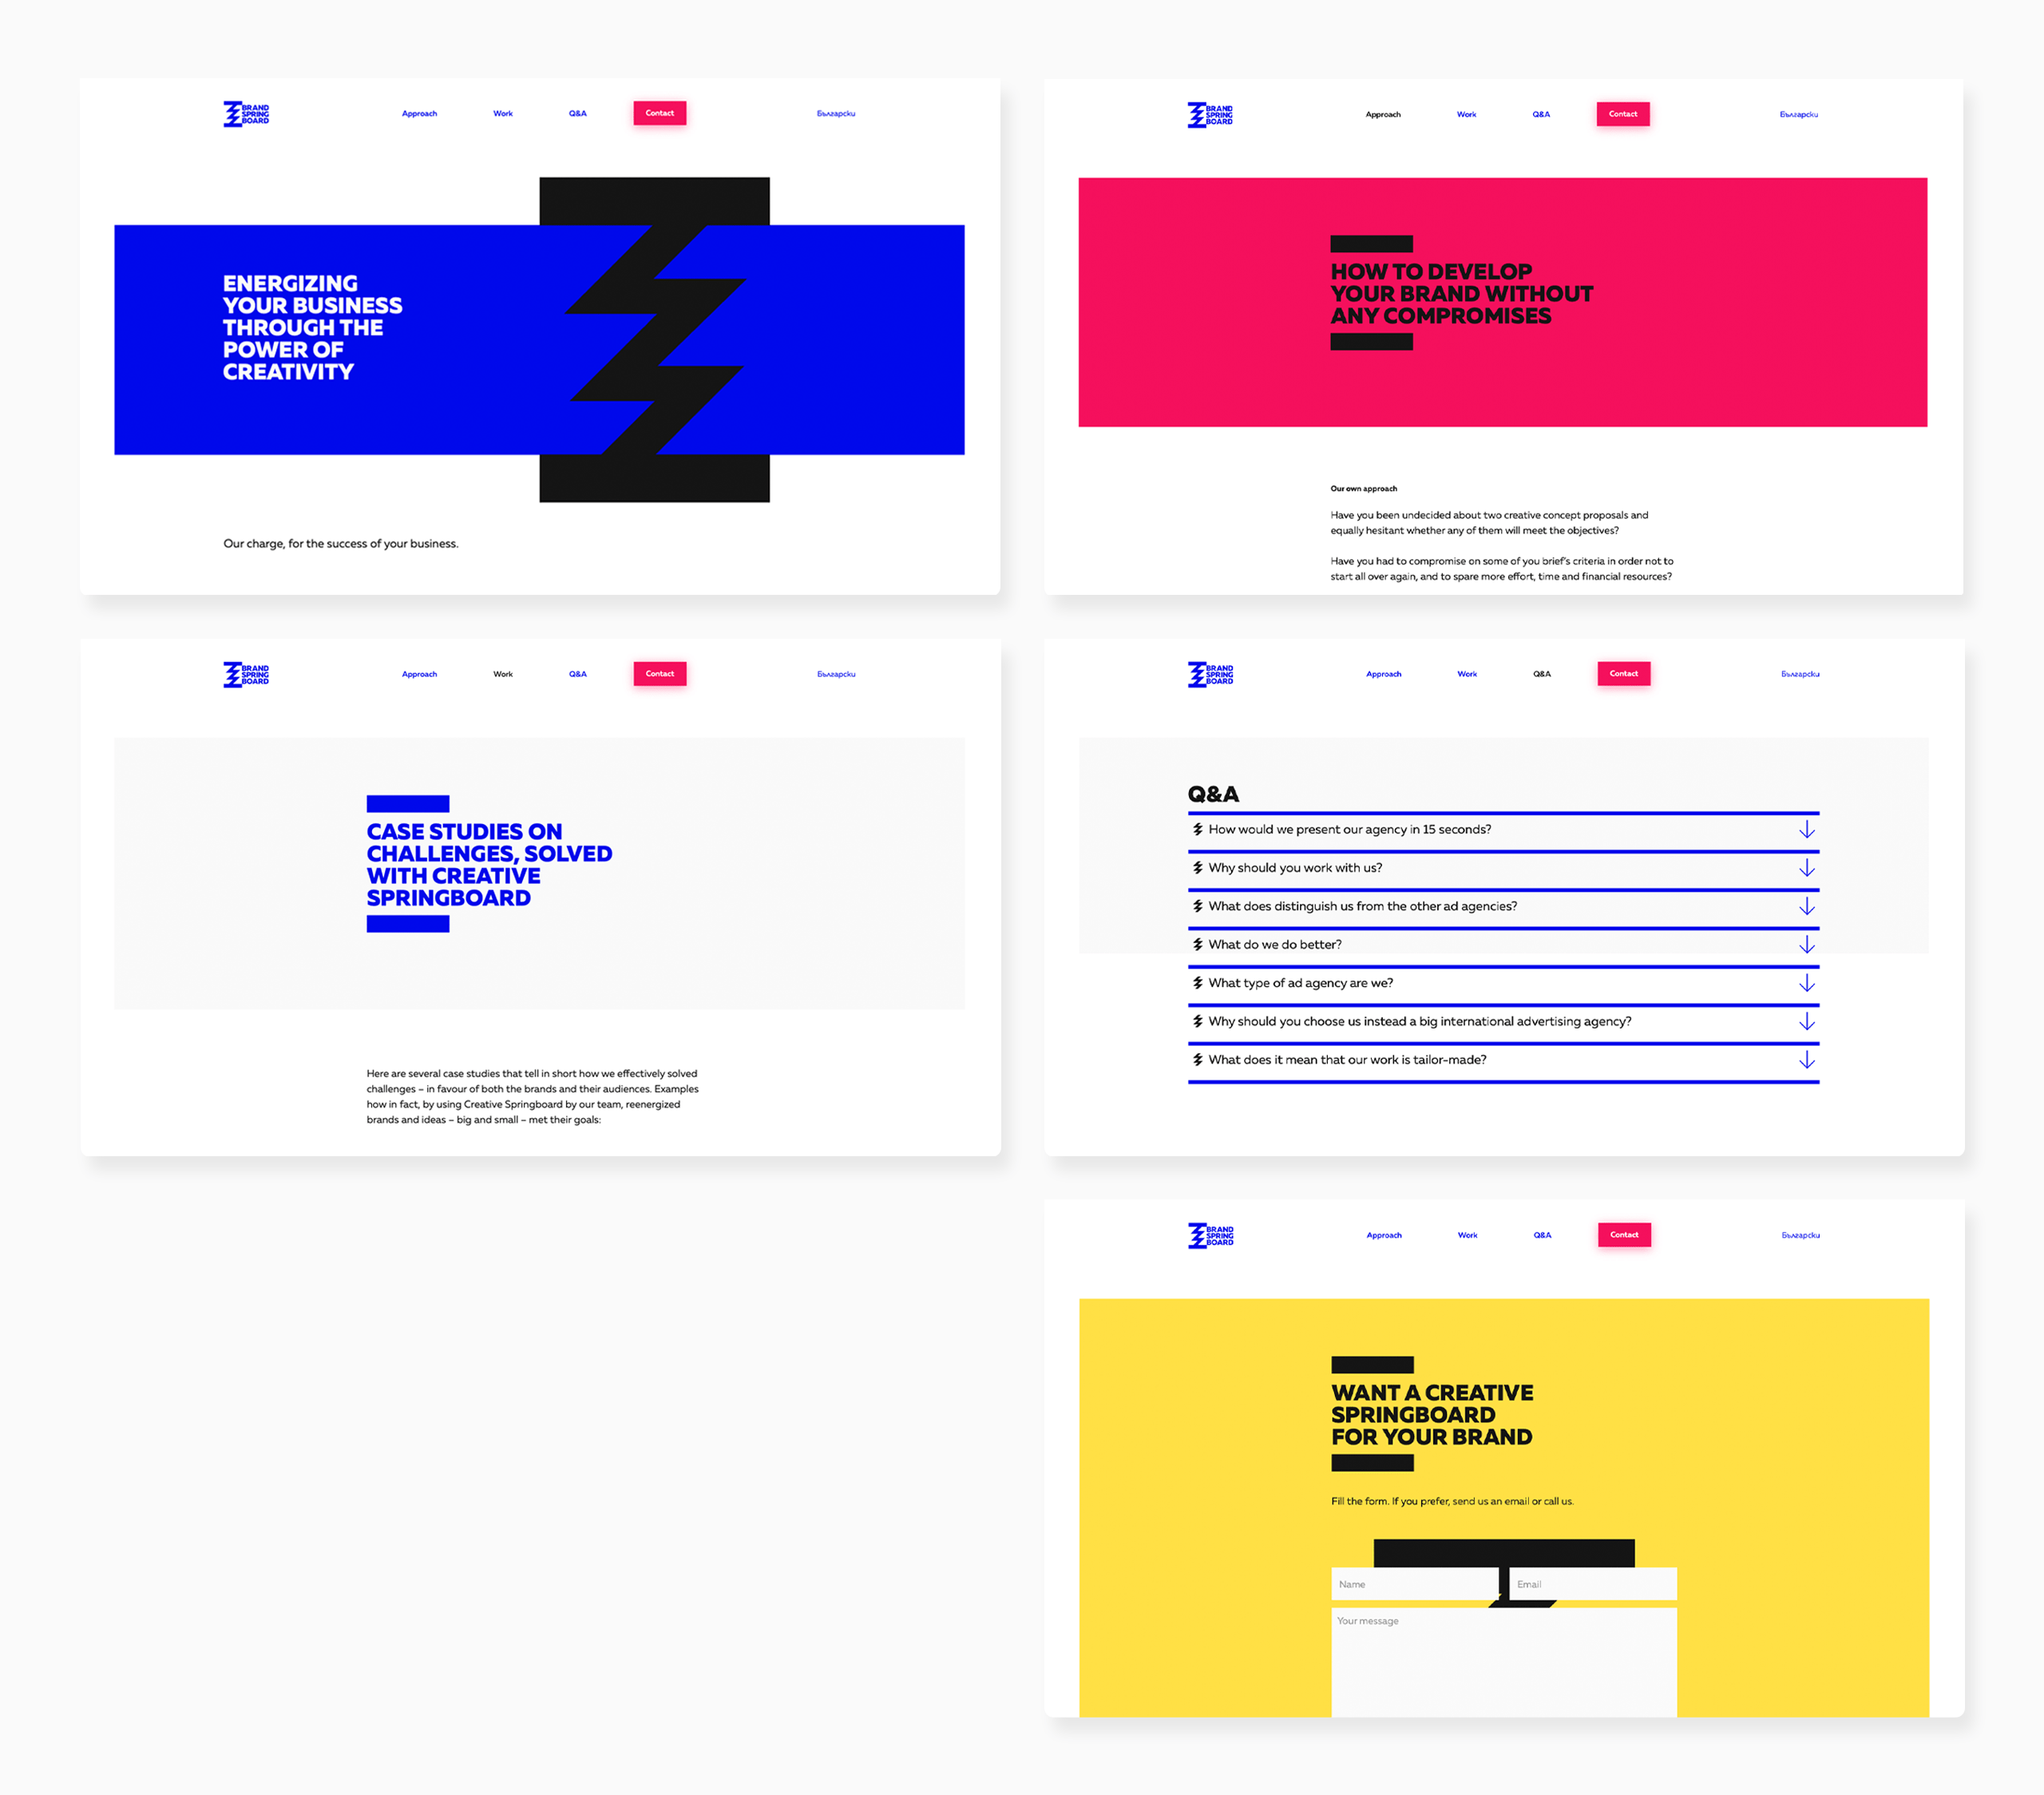 BRAND
SPRING
BOARD
Approach
Work
Q&A
Contact
Български
ENERGIZING
YOUR BUSINESS
THROUGH THE
POWER OF
CREATIVITY
Our charge, for the success of your business.
BRAND
SPRING
BOARD
Approach
Work
Q&A
Contact
Български
HOW TO DEVELOP
YOUR BRAND WITHOUT
ANY COMPROMISES
Our own approach
Have you been undecided about two creative concept proposals and
equally hesitant whether any of them will meet the objectives?
Have you had to compromise on some of you brief's criteria in order not to
start all over again, and to spare more effort, time and financial resources?
BRAND
SPRING
BOARD
Approach
Work
Q&A
Contact
Български
CASE STUDIES ON
CHALLENGES, SOLVED
WITH CREATIVE
SPRINGBOARD
Here are several case studies that tell in short how we effectively solved
challenges – in favour of both the brands and their audiences. Examples
how in fact, by using Creative Springboard by our team, reenergized
brands and ideas – big and small – met their goals:
BRAND
SPRING
BOARD
Approach
Work
Q&A
Contact
Български
Q&A
How would we present our agency in 15 seconds?
Why should you work with us?
What does distinguish us from the other ad agencies?
What do we do better?
What type of ad agency are we?
Why should you choose us instead a big international advertising agency?
What does it mean that our work is tailor-made?
BRAND
SPRING
BOARD
Approach
Work
Q&A
Contact
Български
WANT A CREATIVE
SPRINGBOARD
FOR YOUR BRAND
Fill the form. If you prefer, send us an email or call us.
Name
Email
Your message